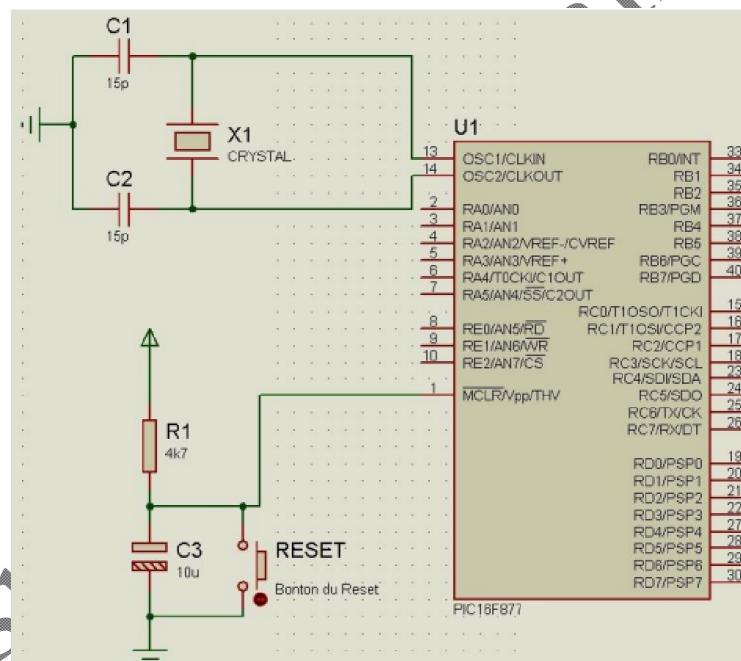 C1
15p
X1
CRYSTAL
C2
15p
R1
4k7
C3
10u
RESET
Bonton du Reset
U1
13 OSC1/CLKIN
14 OSC2/CLKOUT
2 RA0/AN0
3 RA1/AN1
4 RA2/AN2/VREF-/CVREF
5 RA3/AN3/VREF+
6 RA4/T0CKI/C1OUT
7 RA5/AN4/SS/C2OUT
8 RE0/AN5/RD
9 RE1/AN6/WR
10 RE2/AN7/CS
1 MCLR/Vpp/THV
RB0/INT 33
RB1 34
RB2 35
RB3/PGM 36
RB4 37
RB5 38
RB6/PGC 39
RB7/PGD 40
RC0/T1OSO/T1CKI 15
RC1/T1OSI/CCP2 16
RC2/CCP1 17
RC3/SCK/SCL 18
RC4/SDI/SDA 23
RC5/SDO 24
RC6/TX/CK 25
RC7/RX/DT 26
RD0/PSP0 19
RD1/PSP1 20
RD2/PSP2 21
RD3/PSP3 22
RD4/PSP4 27
RD5/PSP5 28
RD6/PSP6 29
RD7/PSP7 30
PIC16F877